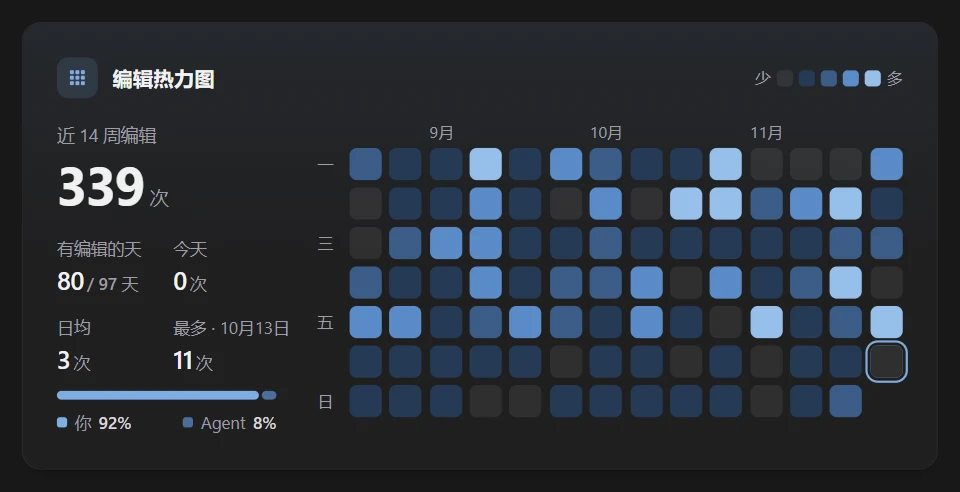 编辑热力图
少 多
近 14 周编辑
339 次
有编辑的天 今天
80 / 97 天 0 次
日均 最多 · 10月13日
3 次 11 次
你 92% Agent 8%
9月 10月 11月
一
三
五
日